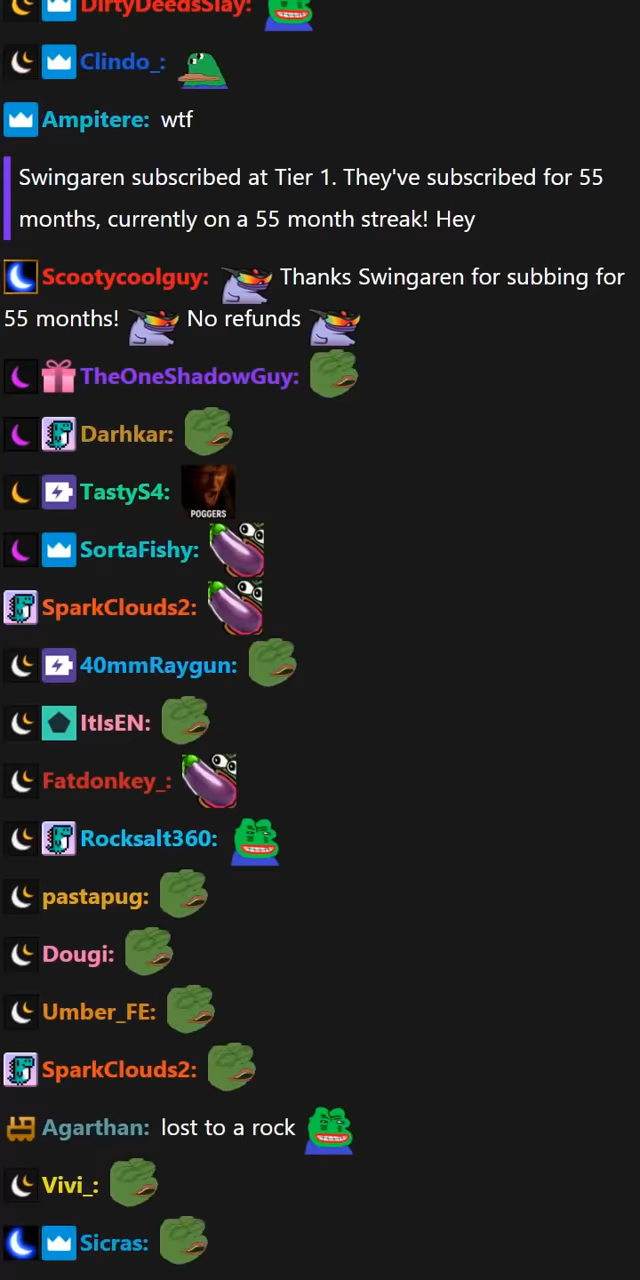 DirtyDeedsSlay:
Clindo_:
Ampitere: wtf
Swingaren subscribed at Tier 1. They've subscribed for 55
months, currently on a 55 month streak! Hey
Scootycoolguy: Thanks Swingaren for subbing for
55 months! No refunds
TheOneShadowGuy:
Darhkar:
TastyS4: POGGERS
SortaFishy:
SparkClouds2:
40mmRaygun:
ItIsEN:
Fatdonkey_:
Rocksalt360:
pastapug:
Dougi:
Umber_FE:
SparkClouds2:
Agarthan: lost to a rock
Vivi_:
Sicras: